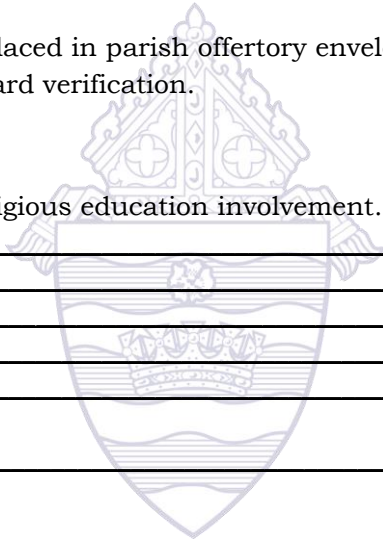 laced in parish offertory envel
ard verification.
igious education involvement.